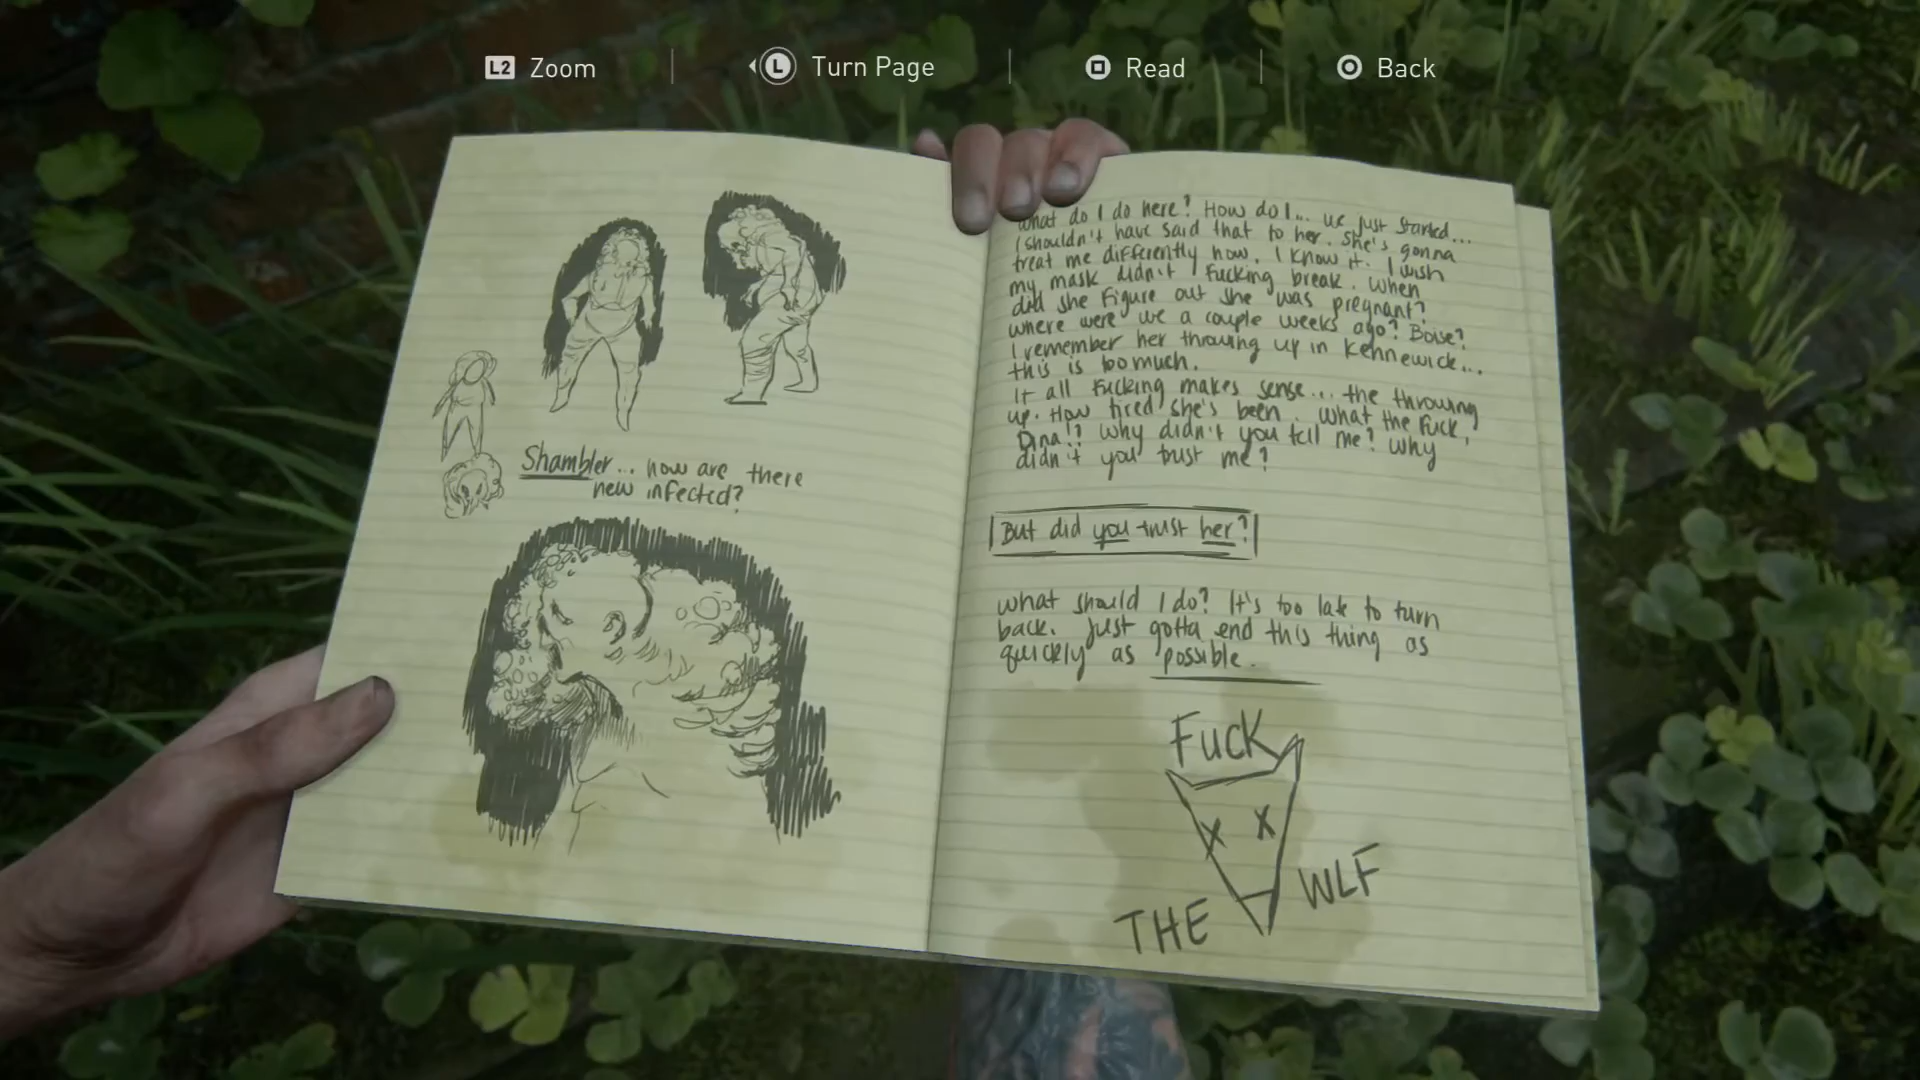 L2 Zoom
L Turn Page
Read
Back
Shambler... how are there
new infected?
What do I do here? How do I... we just started...
I shouldn't have said that to her. She's gonna
treat me differently now. I know it. I wish
my mask didn't fucking break. When
did she figure out she was pregnant?
where were we a couple weeks ago? Boise?
I remember her throwing up in Kennewick...
this is too much.
It all fucking makes sense... the throwing
up. How tired she's been. What the fuck,
Dina!? Why didn't you tell me? Why
didn't you trust me?
But did you trust her?
what should I do? It's too late to turn
back. Just gotta end this thing as
quickly as possible.
Fuck
THE WLF